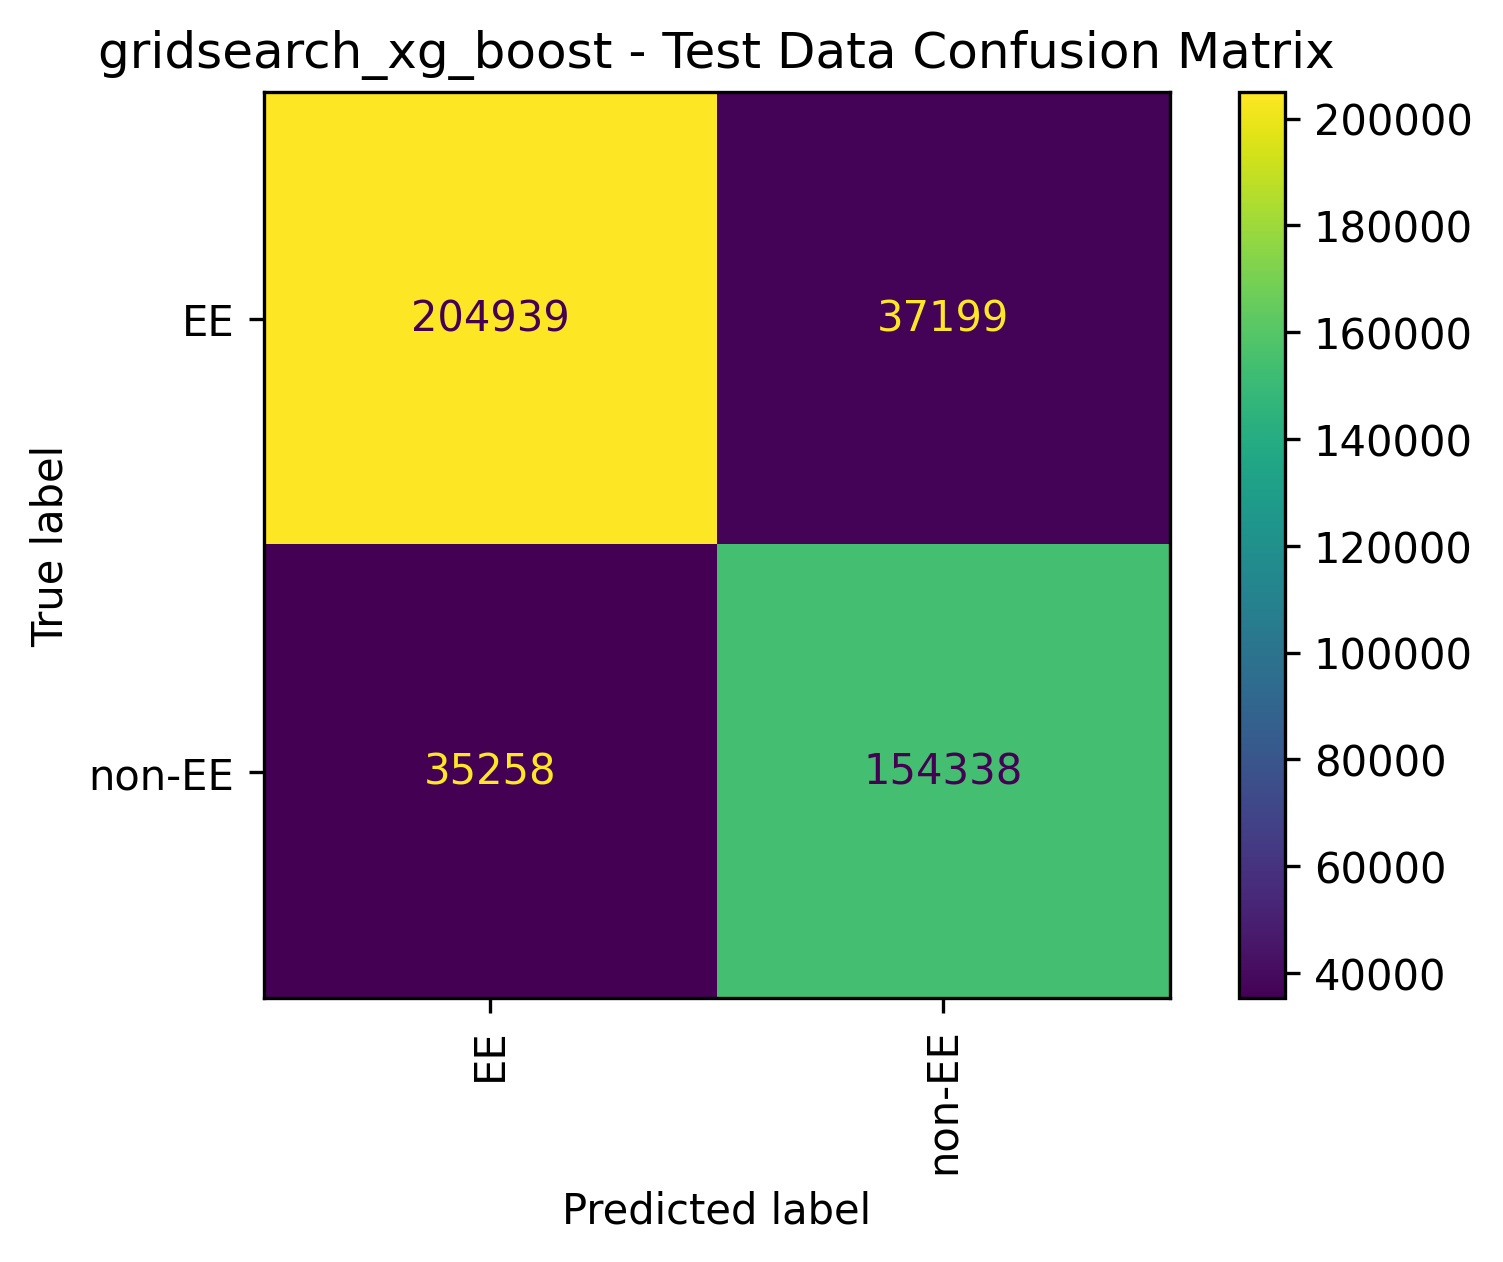 gridsearch_xg_boost - Test Data Confusion Matrix
True label
EE
non-EE
204939
37199
35258
154338
EE
non-EE
Predicted label
200000
180000
160000
140000
120000
100000
80000
60000
40000